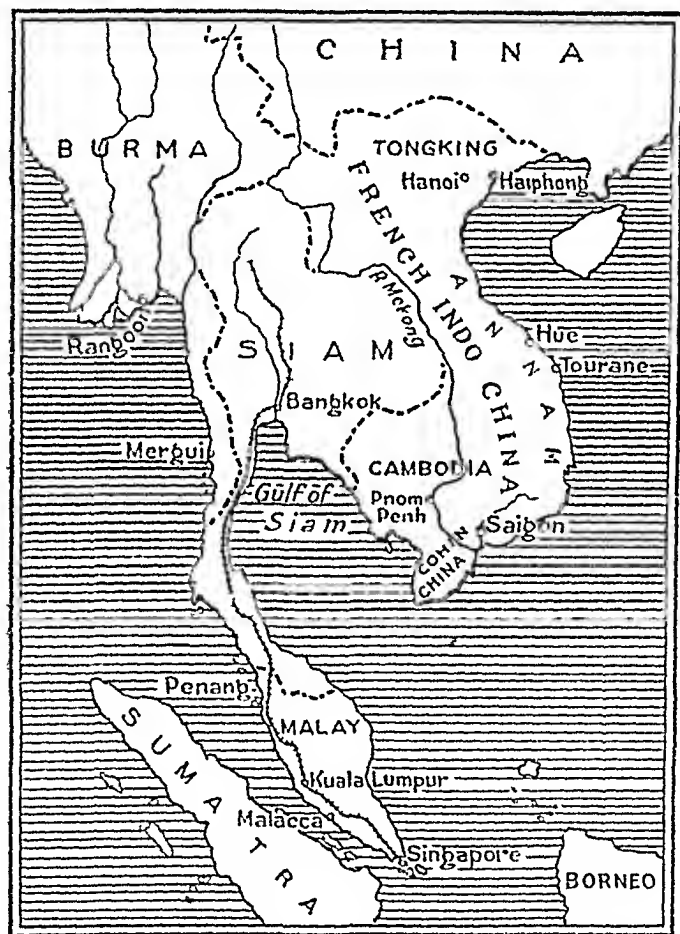 CHINA
BURMA
TONGKING
Hanoi
Haiphong
FRENCH INDO CHINA
ANNAM
R. Mekong
Rangoon
SIAM
Hue
Tourane
Bangkok
Mergui
CAMBODIA
Gulf of
Siam
Pnom
Penh
Saigon
COHIN
CHINA
Penang
MALAY
SUMATRA
Kuala Lumpur
Malacca
Singapore
BORNEO